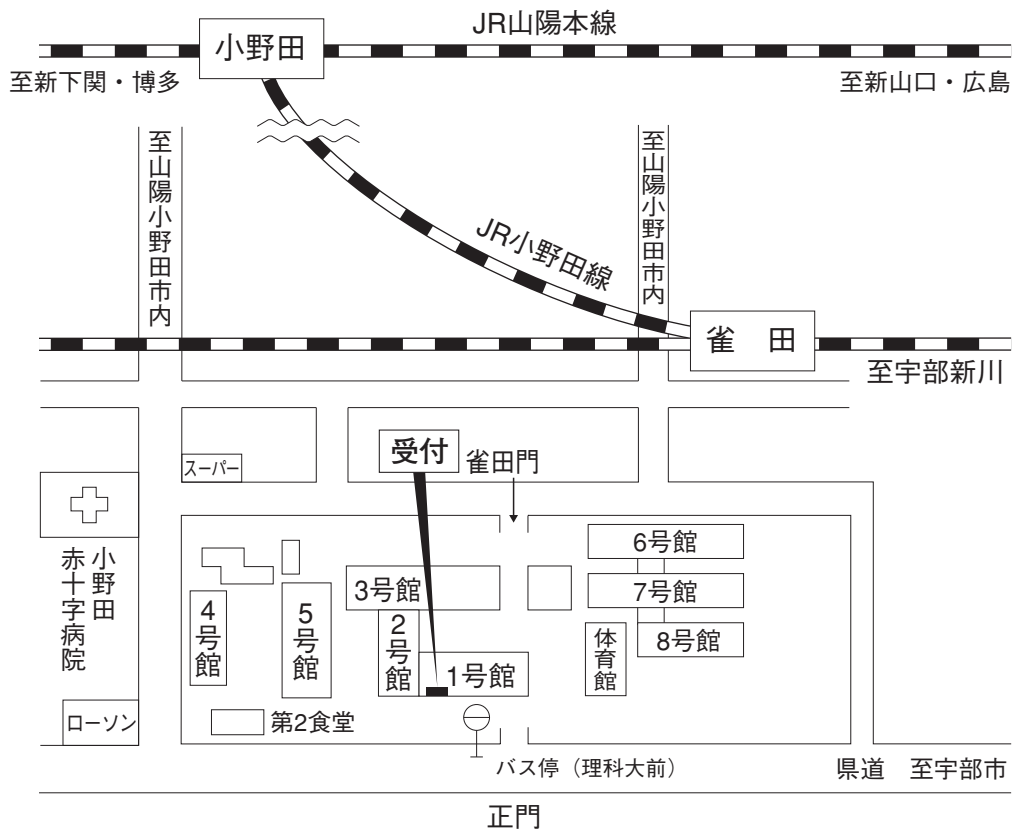 JR山陽本線
小野田
至新下関・博多
至新山口・広島
至山陽小野田市内
至山陽小野田市内
JR小野田線
雀　田
至宇部新川
受付
雀田門
スーパー
小野田
赤十字病院
6号館
3号館
7号館
4号館
5号館
2号館
体育館
8号館
1号館
ローソン
第2食堂
バス停（理科大前）
県道　至宇部市
正門